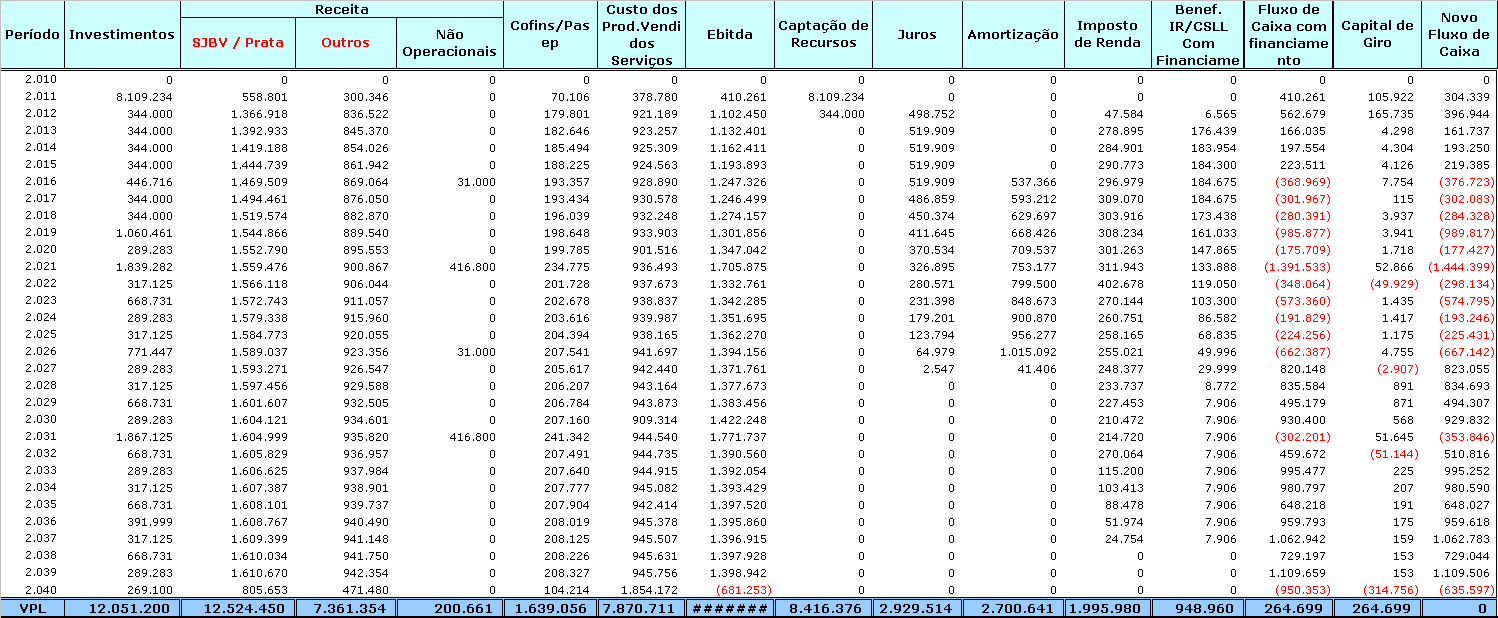 Período Investimentos Receita SJBV / Prata Outros Não Operacionais Cofins/Pas ep Custo dos Prod.Vendi dos Serviços Ebitda Captação de Recursos Juros Amortização Imposto de Renda Benef. IR/CSLL Com Financiame Fluxo de Caixa com financiame nto Capital de Giro Novo Fluxo de Caixa
2.010 0 0 0 0 0 0 0 0 0 0 0 0 0 0 0
2.011 8.109.234 558.801 300.346 0 70.106 378.780 410.261 8.109.234 0 0 0 0 410.261 105.922 304.339
2.012 344.000 1.366.918 836.522 0 179.801 921.189 1.102.450 344.000 498.752 0 47.584 6.565 562.679 165.735 396.944
2.013 344.000 1.392.933 845.370 0 182.646 923.257 1.132.401 0 519.909 0 278.895 176.439 166.035 4.298 161.737
2.014 344.000 1.419.188 854.026 0 185.494 925.309 1.162.411 0 519.909 0 284.901 183.954 197.554 4.304 193.250
2.015 344.000 1.444.739 861.942 0 188.225 924.563 1.193.893 0 519.909 0 290.773 184.300 223.511 4.126 219.385
2.016 446.716 1.469.509 869.064 31.000 193.357 928.890 1.247.326 0 519.909 537.366 296.979 184.675 (368.969) 7.754 (376.723)
2.017 344.000 1.494.461 876.050 0 193.434 930.578 1.246.499 0 486.859 593.212 309.070 184.675 (301.967) 115 (302.083)
2.018 344.000 1.519.574 882.870 0 196.039 932.248 1.274.157 0 450.374 629.697 303.916 173.438 (280.391) 3.937 (284.328)
2.019 1.060.461 1.544.866 889.540 0 198.648 933.903 1.301.856 0 411.645 668.426 308.234 161.033 (985.877) 3.941 (989.817)
2.020 289.283 1.552.790 895.553 0 199.785 901.516 1.347.042 0 370.534 709.537 301.263 147.865 (175.709) 1.718 (177.427)
2.021 1.839.282 1.559.476 900.867 416.800 234.775 936.493 1.705.875 0 326.895 753.177 311.943 133.888 (1.391.533) 52.866 (1.444.399)
2.022 317.125 1.566.118 906.044 0 201.728 937.673 1.332.761 0 280.571 799.500 402.678 119.050 (348.064) (49.929) (298.134)
2.023 668.731 1.572.743 911.057 0 202.678 938.837 1.342.285 0 231.398 848.673 270.144 103.300 (573.360) 1.435 (574.795)
2.024 289.283 1.579.338 915.960 0 203.616 939.987 1.351.695 0 179.201 900.870 260.751 86.582 (191.829) 1.417 (193.246)
2.025 317.125 1.584.773 920.055 0 204.394 938.165 1.362.270 0 123.794 956.277 258.165 68.835 (224.256) 1.175 (225.431)
2.026 771.447 1.589.037 923.356 31.000 207.541 941.697 1.394.156 0 64.979 1.015.092 255.021 49.996 (662.387) 4.755 (667.142)
2.027 289.283 1.593.271 926.547 0 205.617 942.440 1.371.761 0 2.547 41.406 248.377 29.999 820.148 (2.907) 823.055
2.028 317.125 1.597.456 929.588 0 206.207 943.164 1.377.673 0 0 0 233.737 8.772 835.584 891 834.693
2.029 668.731 1.601.607 932.505 0 206.784 943.873 1.383.456 0 0 0 227.453 7.906 495.179 871 494.307
2.030 289.283 1.604.121 934.601 0 207.160 909.314 1.422.248 0 0 0 210.472 7.906 930.400 568 929.832
2.031 1.867.125 1.604.999 935.820 416.800 241.342 944.540 1.771.737 0 0 0 214.720 7.906 (302.201) 51.645 (353.846)
2.032 668.731 1.605.829 936.957 0 207.491 944.735 1.390.560 0 0 0 270.064 7.906 459.672 (51.144) 510.816
2.033 289.283 1.606.625 937.984 0 207.640 944.915 1.392.054 0 0 0 115.200 7.906 995.477 225 995.252
2.034 317.125 1.607.387 938.901 0 207.777 945.082 1.393.429 0 0 0 103.413 7.906 980.797 207 980.590
2.035 668.731 1.608.101 939.737 0 207.904 942.414 1.397.520 0 0 0 88.478 7.906 648.218 191 648.027
2.036 391.999 1.608.767 940.490 0 208.019 945.378 1.395.860 0 0 0 51.974 7.906 959.793 175 959.618
2.037 317.125 1.609.399 941.148 0 208.125 945.507 1.396.915 0 0 0 24.754 7.906 1.062.942 159 1.062.783
2.038 668.731 1.610.034 941.750 0 208.226 945.631 1.397.928 0 0 0 0 0 729.197 153 729.044
2.039 289.283 1.610.670 942.354 0 208.327 945.756 1.398.942 0 0 0 0 0 1.109.659 153 1.109.506
2.040 269.100 805.653 471.480 0 104.214 1.854.172 (681.253) 0 0 0 0 0 (950.353) (314.756) (635.597)
VPL 12.051.200 12.524.450 7.361.354 200.661 1.639.056 7.870.711 ####### 8.416.376 2.929.514 2.700.641 1.995.980 948.960 264.699 264.699 0